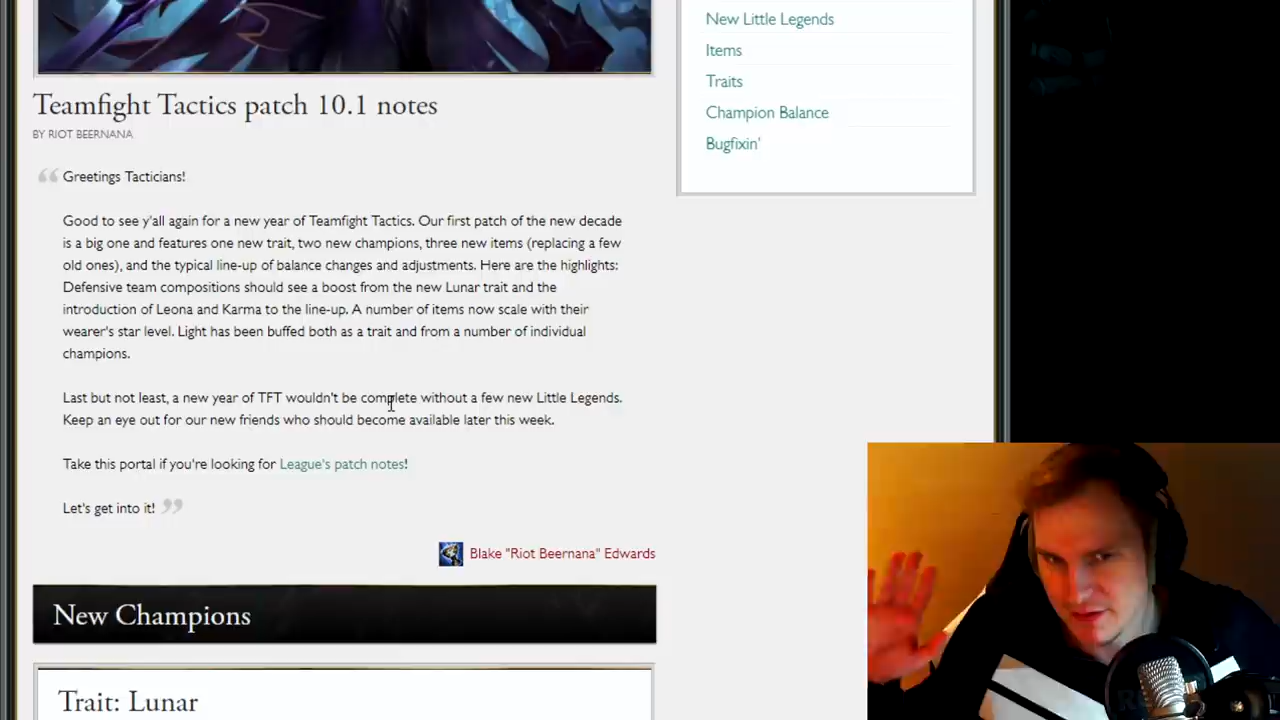 New Little Legends
Items
Traits
Champion Balance
Bugfixin'
Teamfight Tactics patch 10.1 notes
BY RIOT BEERNANA
Greetings Tacticians!
Good to see y'all again for a new year of Teamfight Tactics. Our first patch of the new decade
is a big one and features one new trait, two new champions, three new items (replacing a few
old ones), and the typical line-up of balance changes and adjustments. Here are the highlights:
Defensive team compositions should see a boost from the new Lunar trait and the
introduction of Leona and Karma to the line-up. A number of items now scale with their
wearer's star level. Light has been buffed both as a trait and from a number of individual
champions.
Last but not least, a new year of TFT wouldn't be complete without a few new Little Legends.
Keep an eye out for our new friends who should become available later this week.
Take this portal if you're looking for League's patch notes!
Let's get into it!
Blake "Riot Beernana" Edwards
New Champions
Trait: Lunar